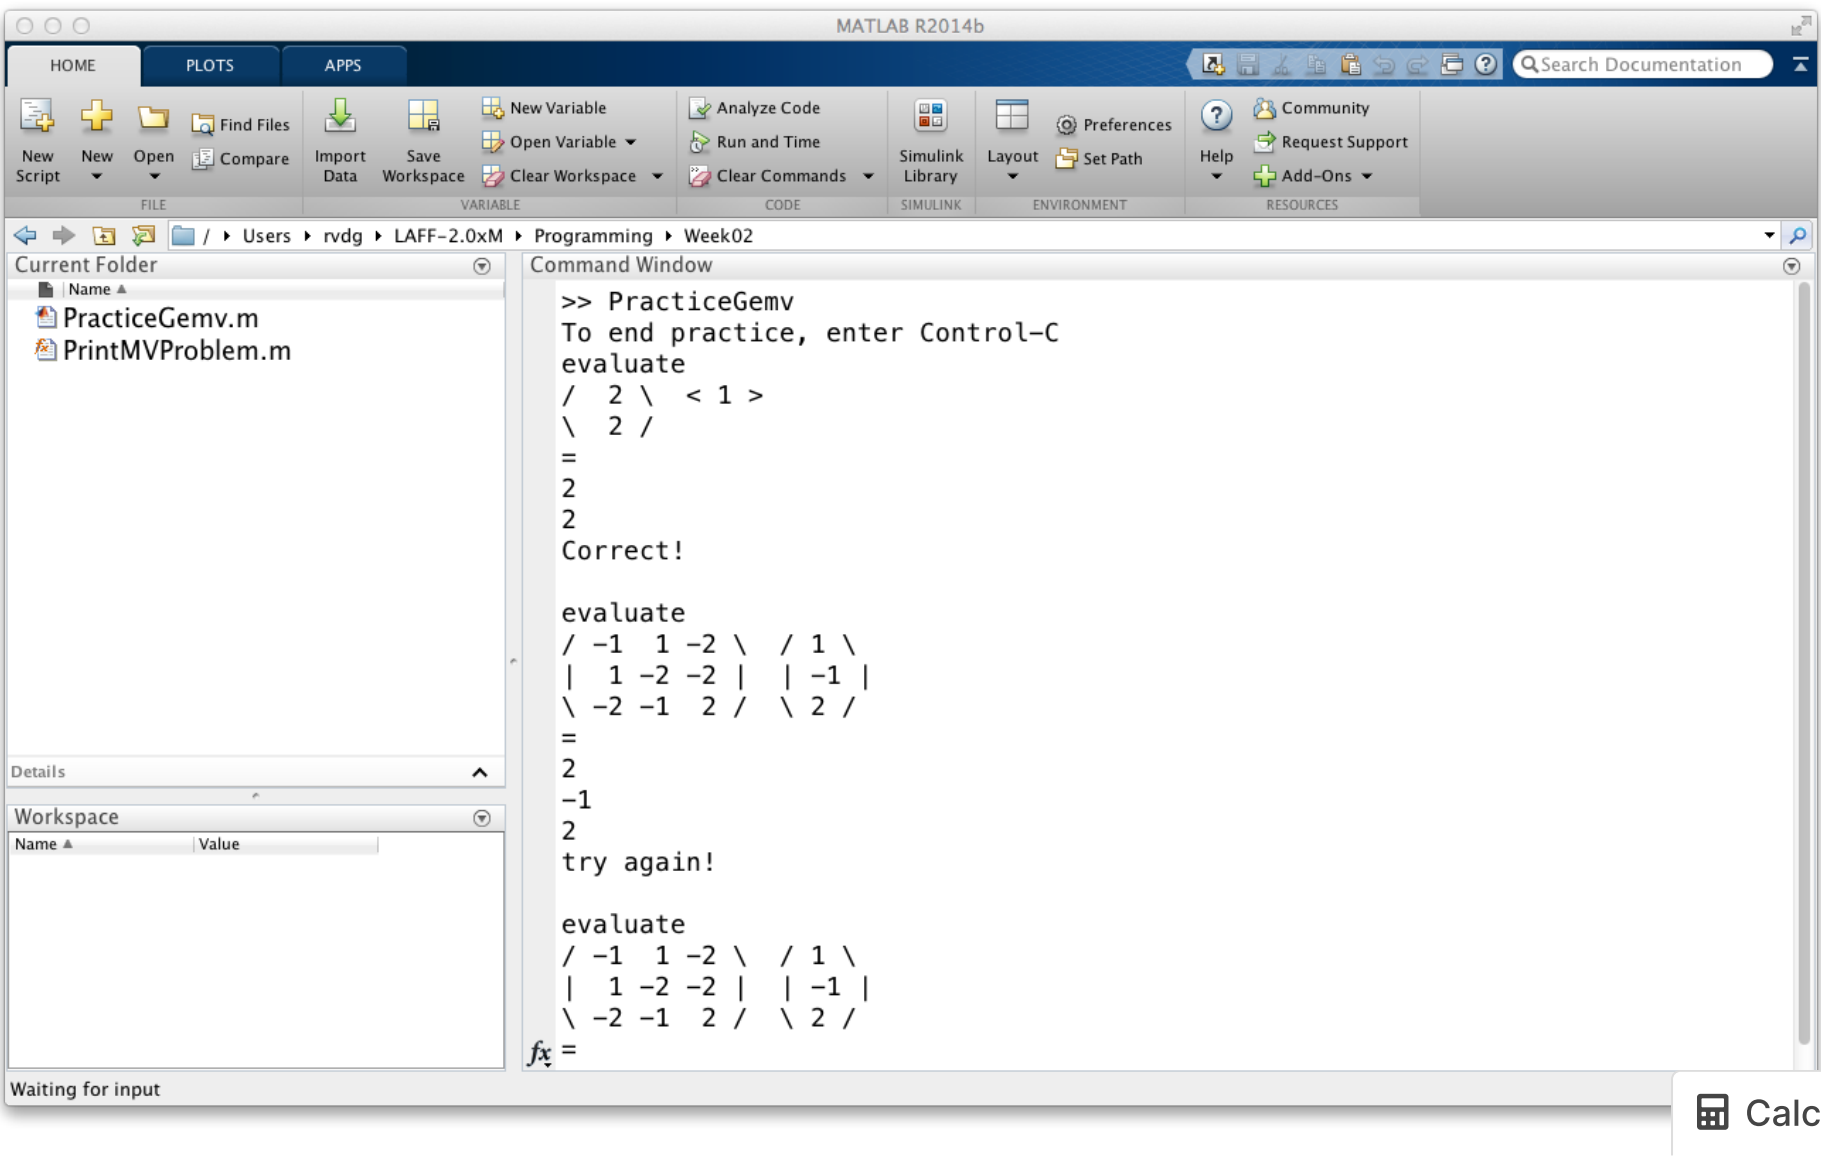 MATLAB R2014b
HOME PLOTS APPS
Search Documentation
New Script
New
Open
Find Files
Compare
FILE
Import Data
Save Workspace
New Variable
Open Variable
Clear Workspace
VARIABLE
Analyze Code
Run and Time
Clear Commands
CODE
Simulink Library
SIMULINK
Layout
Preferences
Set Path
ENVIRONMENT
? Help
Community
Request Support
Add-Ons
RESOURCES
/ Users rvdg LAFF-2.0xM Programming Week02
Current Folder
Name
PracticeGemv.m
PrintMVProblem.m
Details
Workspace
Name Value
Command Window
>> PracticeGemv
To end practice, enter Control-C
evaluate
/  2 \  < 1 >
\  2 /
=
2
2
Correct!
evaluate
/ -1  1 -2 \  / 1 \
|  1 -2 -2 |  | -1 |
\ -2 -1  2 /  \ 2 /
=
2
-1
2
try again!
evaluate
/ -1  1 -2 \  / 1 \
|  1 -2 -2 |  | -1 |
\ -2 -1  2 /  \ 2 /
fx =
Waiting for input
Calc